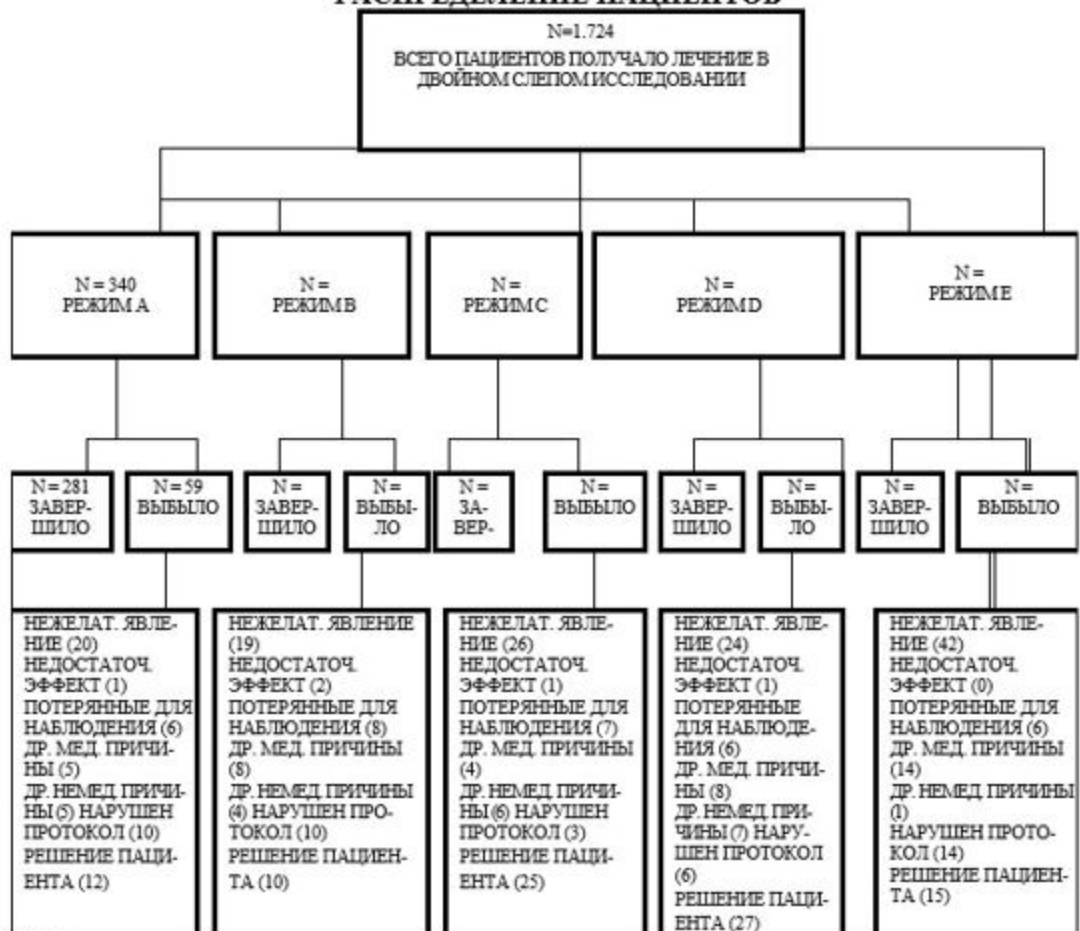 РАСПРЕДЕЛЕНИЕ ПАЦИЕНТОВ
N=1.724
ВСЕГО ПАЦИЕНТОВ ПОЛУЧАЛО ЛЕЧЕНИЕ В
ДВОЙНОМ СЛЕПОМ ИССЛЕДОВАНИИ
N = 340
РЕЖИМ A
N =
РЕЖИМ B
N =
РЕЖИМ C
N =
РЕЖИМ D
N =
РЕЖИМ E
N = 281
ЗАВЕР-
ШИЛО
N = 59
ВЫБЫЛО
N =
ЗАВЕР-
ШИЛО
N =
ВЫБЫ-
ЛО
N =
ЗА-
ВЕР-
N =
ВЫБЫЛО
N =
ЗАВЕР-
ШИЛО
N =
ВЫБЫ-
ЛО
N =
ЗАВЕР-
ШИЛО
N =
ВЫБЫЛО
НЕЖЕЛАТ. ЯВЛЕ-
НИЕ (20)
НЕДОСТАТОЧ.
ЭФФЕКТ (1)
ПОТЕРЯННЫЕ ДЛЯ
НАБЛЮДЕНИЯ (6)
ДР. МЕД. ПРИЧИ-
НЫ (5)
ДР. НЕМЕД. ПРИЧИ-
НЫ (5) НАРУШЕН
ПРОТОКОЛ (10)
РЕШЕНИЕ ПАЦИ-
ЕНТА (12)
НЕЖЕЛАТ. ЯВЛЕНИЕ
(19)
НЕДОСТАТОЧ.
ЭФФЕКТ (2)
ПОТЕРЯННЫЕ ДЛЯ
НАБЛЮДЕНИЯ (8)
ДР. МЕД. ПРИЧИНЫ
(8)
ДР. НЕМЕД. ПРИЧИНЫ
(4) НАРУШЕН ПРО-
ТОКОЛ (10)
РЕШЕНИЕ ПАЦИЕН-
ТА (10)
НЕЖЕЛАТ. ЯВЛЕ-
НИЕ (26)
НЕДОСТАТОЧ.
ЭФФЕКТ (1)
ПОТЕРЯННЫЕ ДЛЯ
НАБЛЮДЕНИЯ (7)
ДР. МЕД. ПРИЧИНЫ
(4)
ДР. НЕМЕД. ПРИЧИ-
НЫ (6) НАРУШЕН
ПРОТОКОЛ (3)
РЕШЕНИЕ ПАЦИ-
ЕНТА (25)
НЕЖЕЛАТ. ЯВЛЕ-
НИЕ (24)
НЕДОСТАТОЧ.
ЭФФЕКТ (1)
ПОТЕРЯННЫЕ
ДЛЯ НАБЛЮДЕ-
НИЯ (6)
ДР. МЕД. ПРИЧИ-
НЫ (8)
ДР. НЕМЕД. ПРИ-
ЧИНЫ (7) НАРУ-
ШЕН ПРОТОКОЛ
(6)
РЕШЕНИЕ ПАЦИ-
ЕНТА (27)
НЕЖЕЛАТ. ЯВЛЕ-
НИЕ (42)
НЕДОСТАТОЧ.
ЭФФЕКТ (0)
ПОТЕРЯННЫЕ ДЛЯ
НАБЛЮДЕНИЯ (6)
ДР. МЕД. ПРИЧИНЫ
(14)
ДР. НЕМЕД. ПРИЧИНЫ
(1)
НАРУШЕН ПРОТО-
КОЛ (14)
РЕШЕНИЕ ПАЦИЕН-
ТА (15)